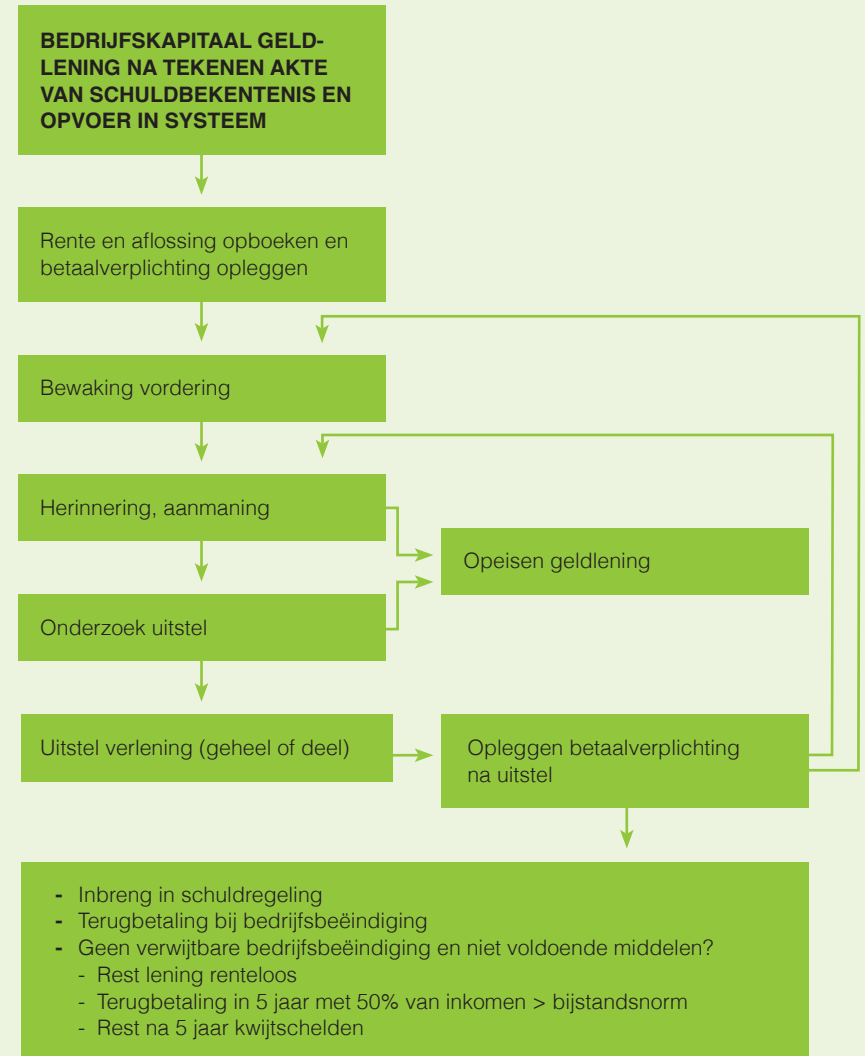 BEDRIJFSKAPITAAL GELD-
LENING NA TEKENEN AKTE
VAN SCHULDBEKENTENIS EN
OPVOER IN SYSTEEM
Rente en aflossing opboeken en
betaalverplichting opleggen
Bewaking vordering
Herinnering, aanmaning
Opeisen geldlening
Onderzoek uitstel
Uitstel verlening (geheel of deel)
Opleggen betaalverplichting
na uitstel
- Inbreng in schuldregeling
- Terugbetaling bij bedrijfsbeëindiging
- Geen verwijtbare bedrijfsbeëindiging en niet voldoende middelen?
- Rest lening renteloos
- Terugbetaling in 5 jaar met 50% van inkomen > bijstandsnorm
- Rest na 5 jaar kwijtschelden